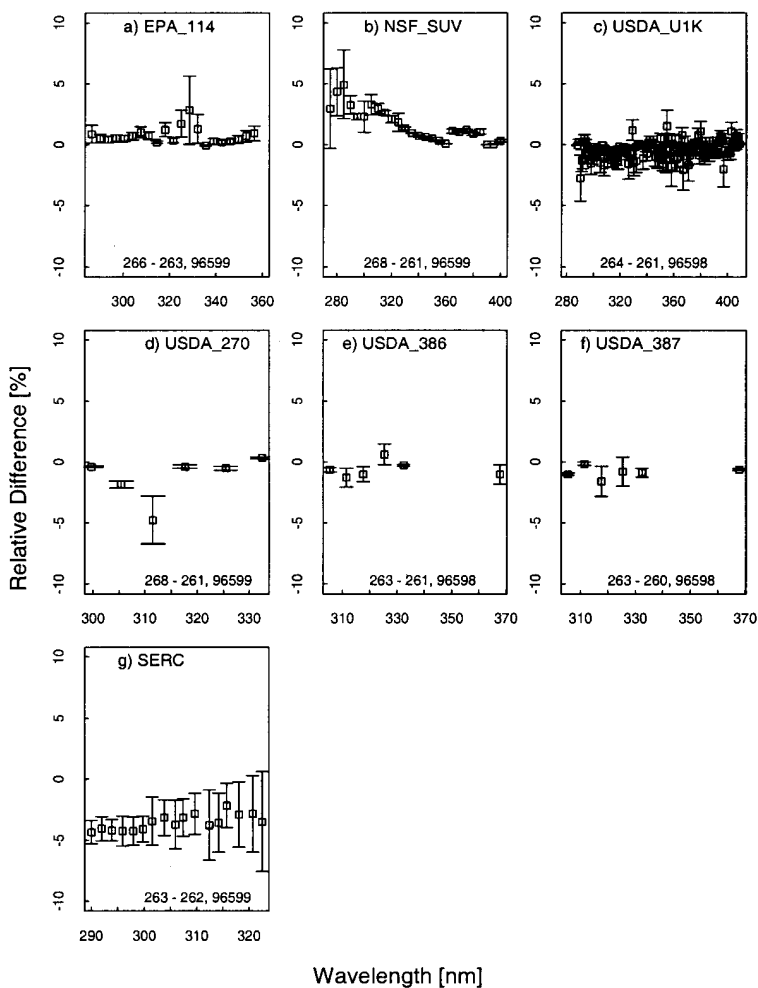 a) EPA_114
b) NSF_SUV
c) USDA_U1K
10
5
0
-5
-10
10
5
0
-5
-10
10
5
0
-5
-10
266 - 263, 96599
268 - 261, 96599
264 - 261, 96598
300 320 340 360
280 320 360 400
280 320 360 400
d) USDA_270
e) USDA_386
f) USDA_387
10
5
0
-5
-10
10
5
0
-5
-10
10
5
0
-5
-10
268 - 261, 96599
263 - 261, 96598
263 - 260, 96598
300 310 320 330
310 330 350 370
310 330 350 370
Relative Difference [%]
g) SERC
10
5
0
-5
-10
263 - 262, 96599
290 300 310 320
Wavelength [nm]